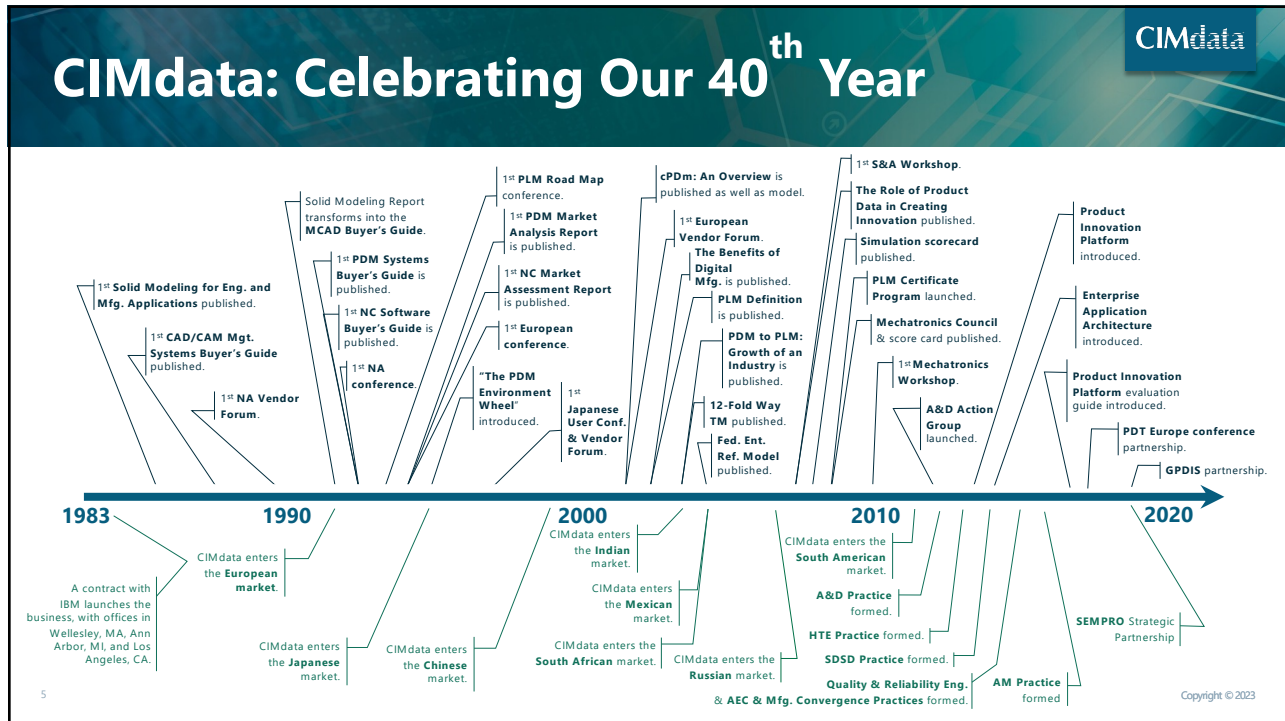 CIMdata
CIMdata: Celebrating Our 40th Year
1st Solid Modeling for Eng. and
Mfg. Applications published.
1st CAD/CAM Mgt.
Systems Buyer's Guide
published.
1st NA Vendor
Forum.
Solid Modeling Report
transforms into the
MCAD Buyer's Guide.
1st PDM Systems
Buyer's Guide is
published.
1st NC Software
Buyer's Guide is
published.
1st NA
conference.
1st PLM Road Map
conference.
1st PDM Market
Analysis Report
is published.
1st NC Market
Assessment Report
is published.
1st European
conference.
"The PDM
Environment
Wheel"
introduced.
1st
Japanese
User Conf.
& Vendor
Forum.
cPDm: An Overview is
published as well as model.
1st European
Vendor Forum.
The Benefits of
Digital
Mfg. is published.
PLM Definition
is published.
PDM to PLM:
Growth of an
Industry is
published.
12-Fold Way
TM published.
Fed. Ent.
Ref. Model
published.
1st S&A Workshop.
The Role of Product
Data in Creating
Innovation published.
Simulation scorecard
published.
PLM Certificate
Program launched.
Mechatronics Council
& score card published.
1st Mechatronics
Workshop.
A&D Action
Group
launched.
Product
Innovation
Platform
introduced.
Enterprise
Application
Architecture
introduced.
Product Innovation
Platform evaluation
guide introduced.
PDT Europe conference
partnership.
GPDIS partnership.
1983
1990
2000
2010
2020
A contract with
IBM launches the
business, with offices in
Wellesley, MA, Ann
Arbor, MI, and Los
Angeles, CA.
CIMdata enters
the European
market.
CIMdata enters
the Japanese
market.
CIMdata enters
the Chinese
market.
CIMdata enters
the Indian
market.
CIMdata enters
the Mexican
market.
CIMdata enters the
South African market.
CIMdata enters the
Russian market.
CIMdata enters the
South American
market.
A&D Practice
formed.
HTE Practice formed.
SDSD Practice formed.
Quality & Reliability Eng.
& AEC & Mfg. Convergence Practices formed.
AM Practice
formed
SEMPRO Strategic
Partnership
5
Copyright © 2023